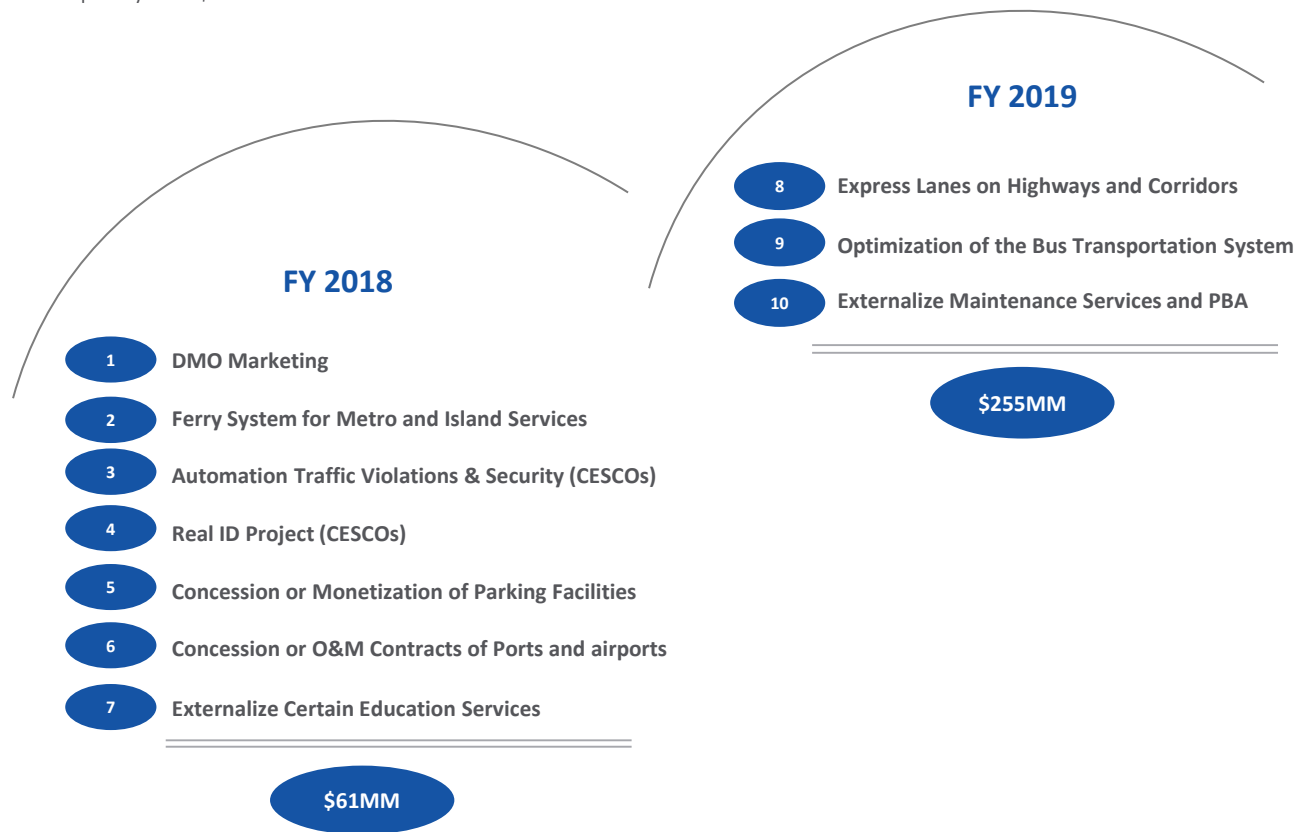 FY 2018
1 DMO Marketing
2 Ferry System for Metro and Island Services
3 Automation Traffic Violations & Security (CESCOs)
4 Real ID Project (CESCOs)
5 Concession or Monetization of Parking Facilities
6 Concession or O&M Contracts of Ports and airports
7 Externalize Certain Education Services
$61MM
FY 2019
8 Express Lanes on Highways and Corridors
9 Optimization of the Bus Transportation System
10 Externalize Maintenance Services and PBA
$255MM